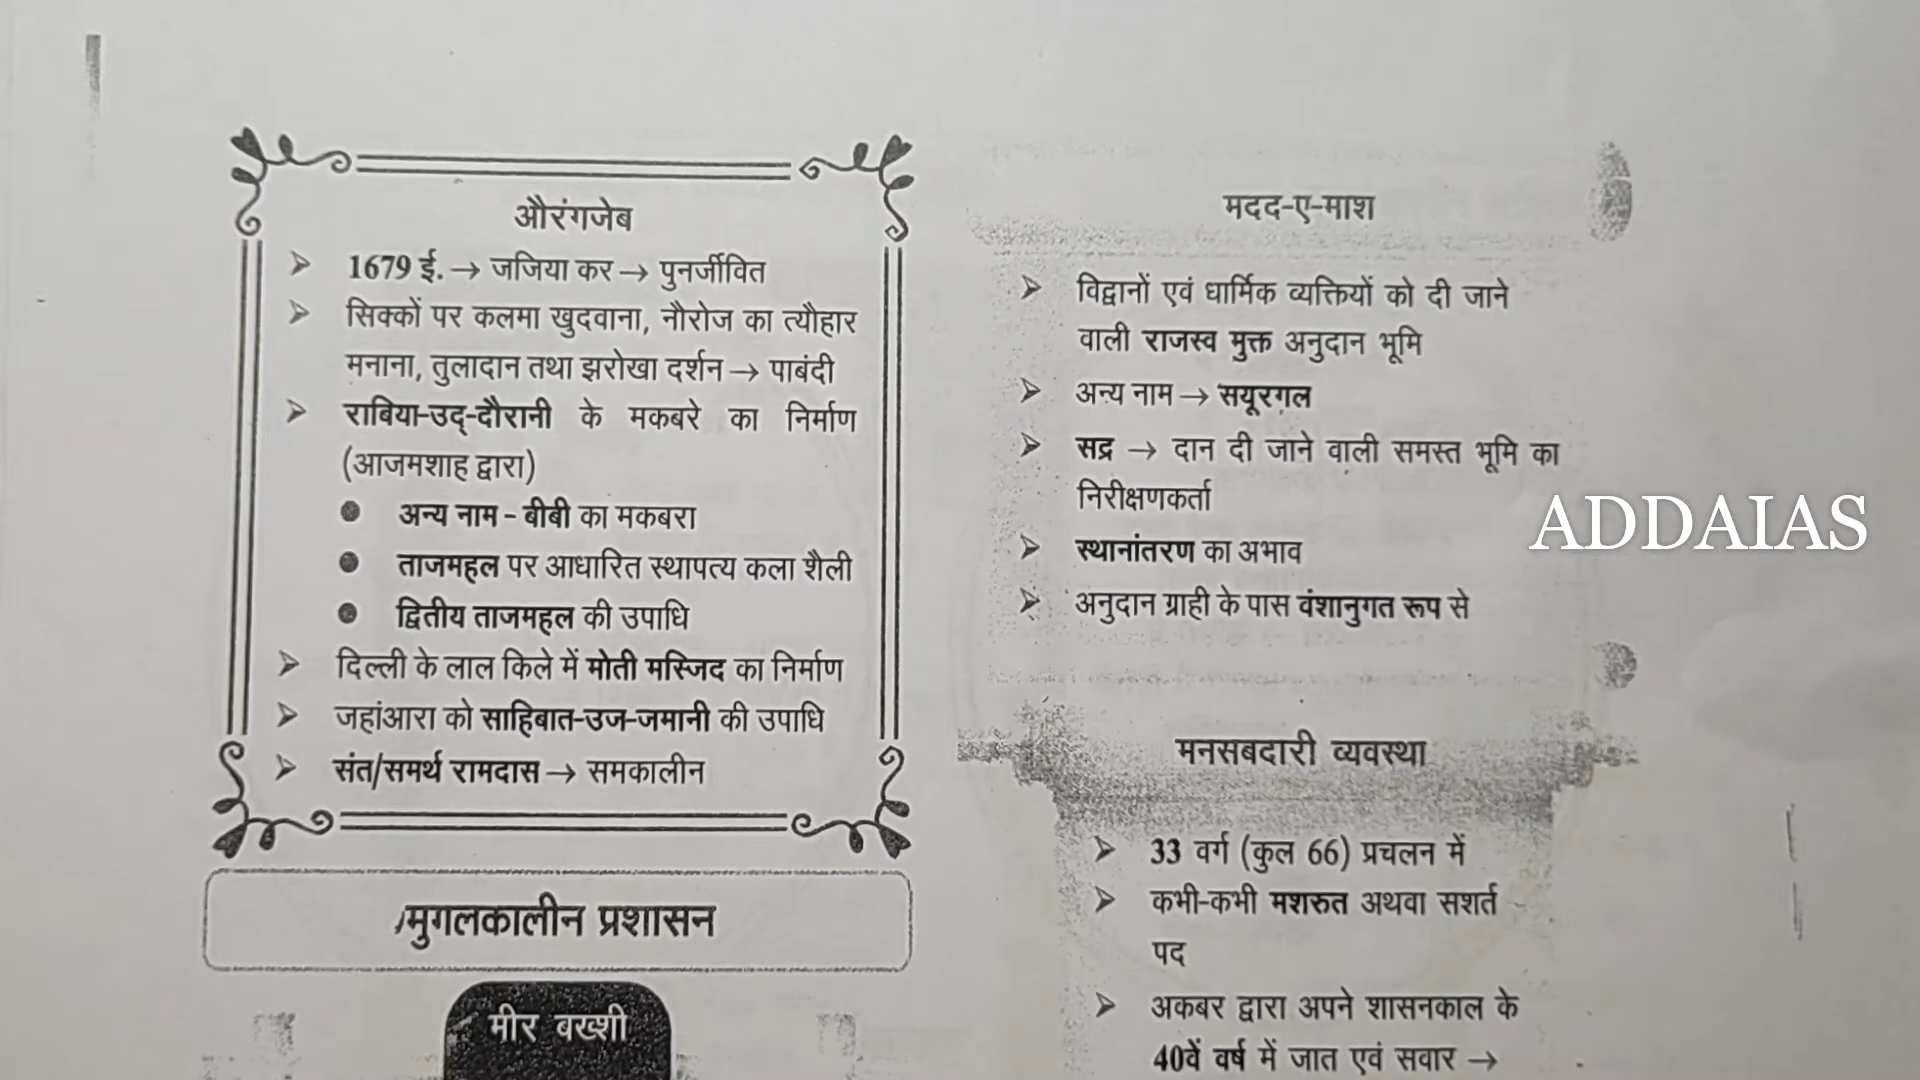 औरंगजेब
➢ 1679 ई. → जजिया कर → पुनर्जीवित
➢ सिक्कों पर कलमा खुदवाना, नौरोज का त्यौहार
मनाना, तुलादान तथा झरोखा दर्शन → पाबंदी
➢ राबिया-उद्-दौरानी के मकबरे का निर्माण
(आजमशाह द्वारा)
● अन्य नाम - बीबी का मकबरा
● ताजमहल पर आधारित स्थापत्य कला शैली
● द्वितीय ताजमहल की उपाधि
➢ दिल्ली के लाल किले में मोती मस्जिद का निर्माण
➢ जहांआरा को साहिबात-उज-जमानी की उपाधि
➢ संत/समर्थ रामदास → समकालीन
मुगलकालीन प्रशासन
मीर बख्शी
मदद-ए-माश
➢ विद्वानों एवं धार्मिक व्यक्तियों को दी जाने
वाली राजस्व मुक्त अनुदान भूमि
➢ अन्य नाम → सयूरगल
➢ सद्र → दान दी जाने वाली समस्त भूमि का
निरीक्षणकर्ता
➢ स्थानांतरण का अभाव
➢ अनुदान ग्राही के पास वंशानुगत रूप से
मनसबदारी व्यवस्था
➢ 33 वर्ग (कुल 66) प्रचलन में
➢ कभी-कभी मशरुत अथवा सशर्त
पद
➢ अकबर द्वारा अपने शासनकाल के
40वें वर्ष में जात एवं सवार →
ADDAIAS